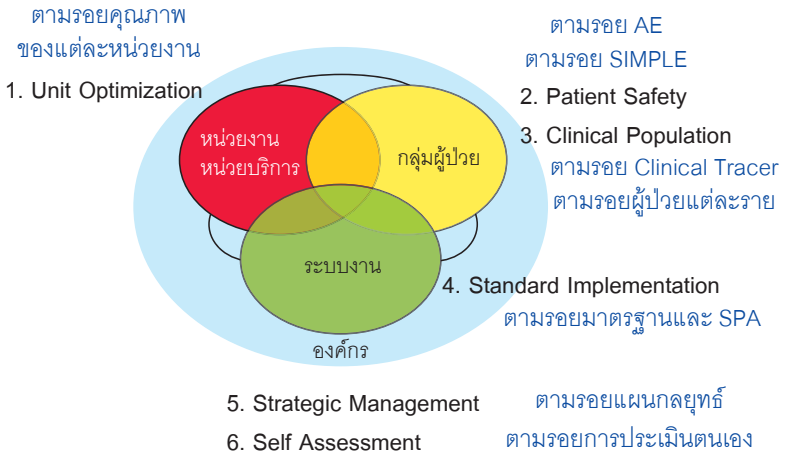 ตามรอยคุณภาพ
ของแต่ละหน่วยงาน
1. Unit Optimization
ตามรอย AE
ตามรอย SIMPLE
2. Patient Safety
3. Clinical Population
ตามรอย Clinical Tracer
ตามรอยผู้ป่วยแต่ละราย
หน่วยงาน
หน่วยบริการ
กลุ่มผู้ป่วย
ระบบงาน
4. Standard Implementation
ตามรอยมาตรฐานและ SPA
องค์กร
5. Strategic Management
ตามรอยแผนกลยุทธ์
6. Self Assessment
ตามรอยการประเมินตนเอง